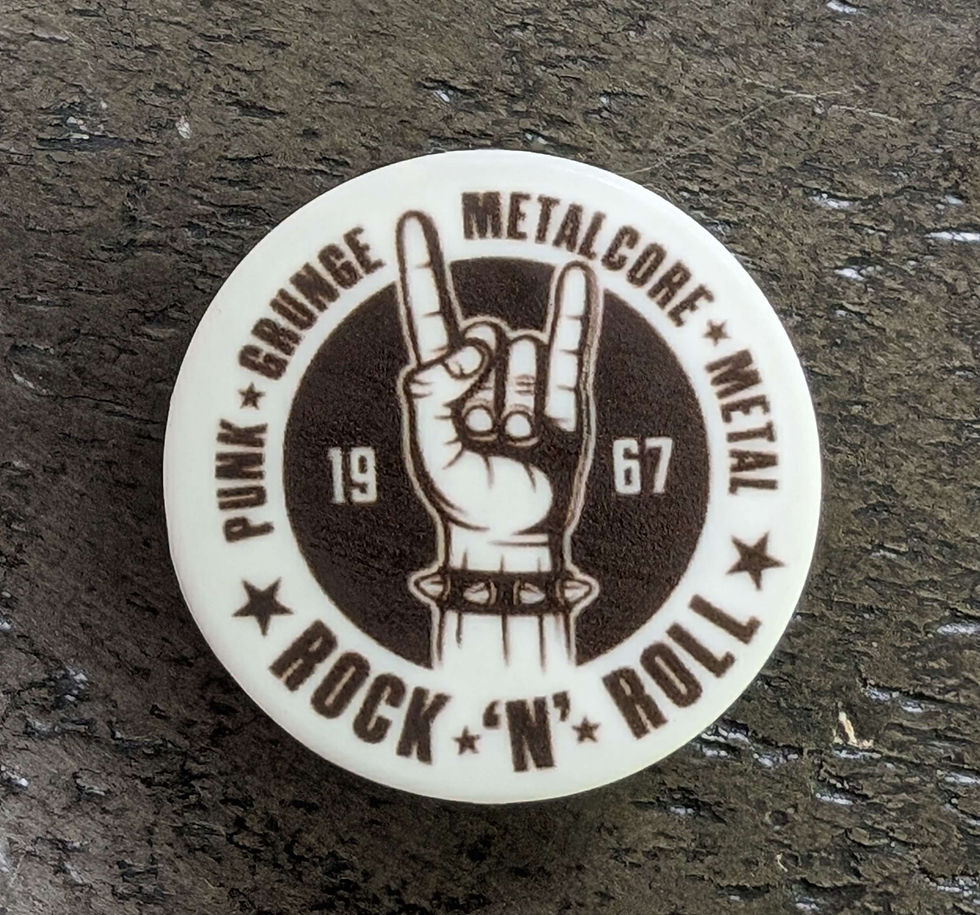 PUNK ★ GRUNGE METALCORE ★ METAL
19 67
★ ROCK ★ ‘N’ ★ ROLL ★